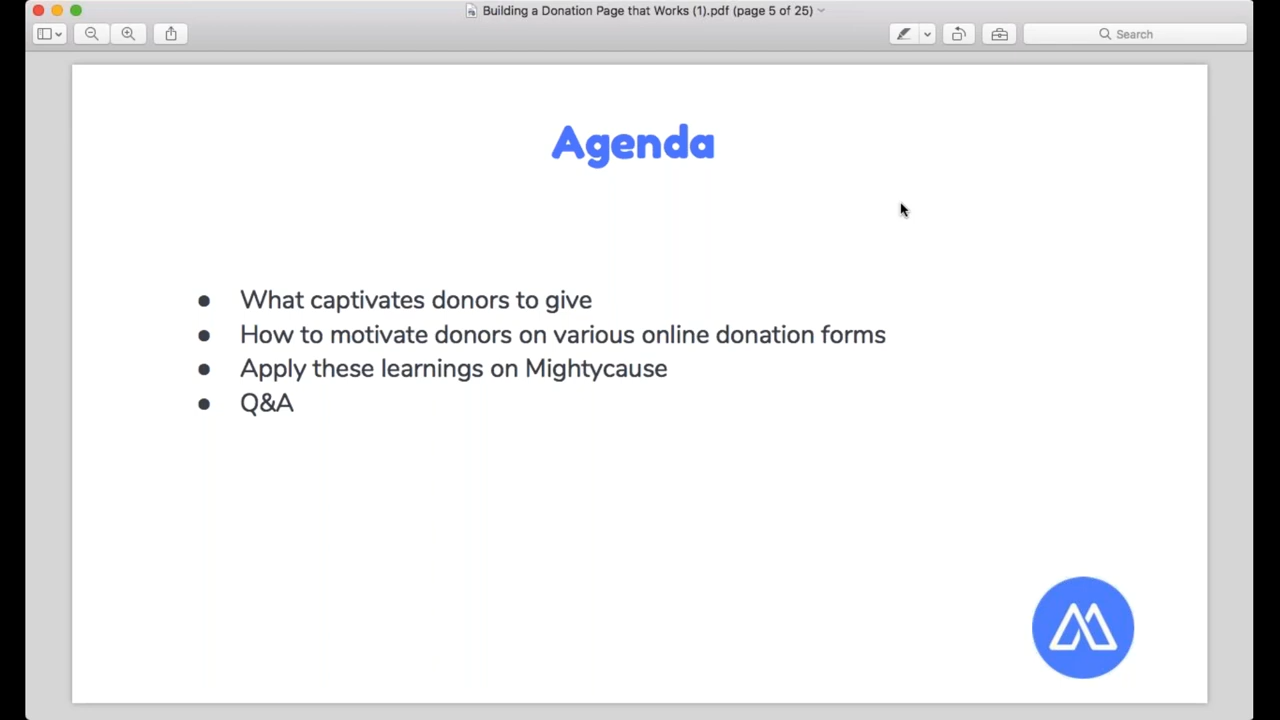 Building a Donation Page that Works (1).pdf (page 5 of 25)
Search
Agenda
● What captivates donors to give
● How to motivate donors on various online donation forms
● Apply these learnings on Mightycause
● Q&A